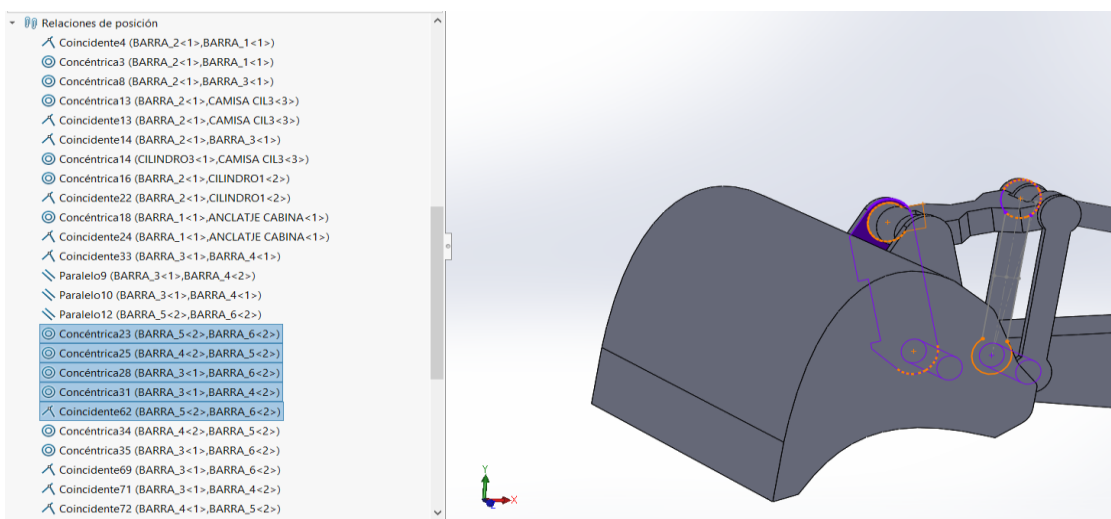 Relaciones de posición
Coincidente4 (BARRA_2<1>,BARRA_1<1>)
Concéntrica3 (BARRA_2<1>,BARRA_1<1>)
Concéntrica8 (BARRA_2<1>,BARRA_3<1>)
Concéntrica13 (BARRA_2<1>,CAMISA CIL3<3>)
Coincidente13 (BARRA_2<1>,CAMISA CIL3<3>)
Coincidente14 (BARRA_2<1>,BARRA_3<1>)
Concéntrica14 (CILINDRO3<1>,CAMISA CIL3<3>)
Concéntrica16 (BARRA_2<1>,CILINDRO1<2>)
Coincidente22 (BARRA_2<1>,CILINDRO1<2>)
Concéntrica18 (BARRA_1<1>,ANCLATJE CABINA<1>)
Coincidente24 (BARRA_1<1>,ANCLATJE CABINA<1>)
Coincidente33 (BARRA_3<1>,BARRA_4<1>)
Paralelo9 (BARRA_3<1>,BARRA_4<2>)
Paralelo10 (BARRA_3<1>,BARRA_4<1>)
Paralelo12 (BARRA_5<2>,BARRA_6<2>)
Concéntrica23 (BARRA_5<2>,BARRA_6<2>)
Concéntrica25 (BARRA_4<2>,BARRA_5<2>)
Concéntrica28 (BARRA_3<1>,BARRA_6<2>)
Concéntrica31 (BARRA_3<1>,BARRA_4<2>)
Coincidente62 (BARRA_5<2>,BARRA_6<2>)
Concéntrica34 (BARRA_4<2>,BARRA_5<2>)
Concéntrica35 (BARRA_3<1>,BARRA_6<2>)
Coincidente69 (BARRA_3<1>,BARRA_6<2>)
Coincidente71 (BARRA_3<1>,BARRA_4<2>)
Coincidente72 (BARRA_4<1>,BARRA_5<2>)
Y
X